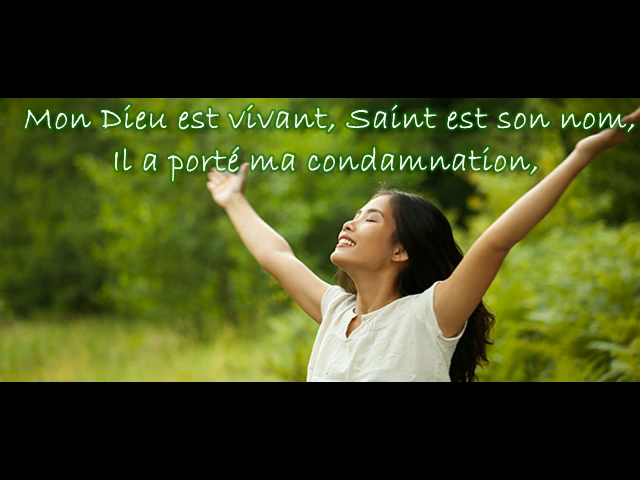 Mon Dieu est vivant, Saint est son nom,
Il a porté ma condamnation,